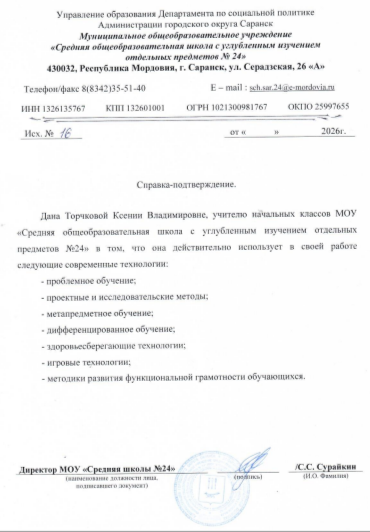 Управление образования Департамента по социальной политике
Администрации городского округа Саранск
Муниципальное общеобразовательное учреждение
«Средняя общеобразовательная школа с углубленным изучением
отдельных предметов № 24»
430032, Республика Мордовия, г. Саранск, ул. Серадзская, 26 «А»
Телефон/факс 8(8342)35-51-40 E – mail : sch.sar.24@e-mordovia.ru
ИНН 1326135767 КПП 132601001 ОГРН 1021300981767 ОКПО 25997655
Исх. № 16 от « » 2026г.
Справка-подтверждение.
Дана Торчковой Ксении Владимировне, учителю начальных классов МОУ
«Средняя общеобразовательная школа с углубленным изучением отдельных
предметов №24» в том, что она действительно использует в своей работе
следующие современные технологии:
- проблемное обучение;
- проектные и исследовательские методы;
- метапредметное обучение;
- дифференцированное обучение;
- здоровьесберегающие технологии;
- игровые технологии;
- методики развития функциональной грамотности обучающихся.
Директор МОУ «Средняя школы №24» /С.С. Сурайкин
(наименование должности лица, (подпись) (И.О. Фамилия)
подписавшего документ)